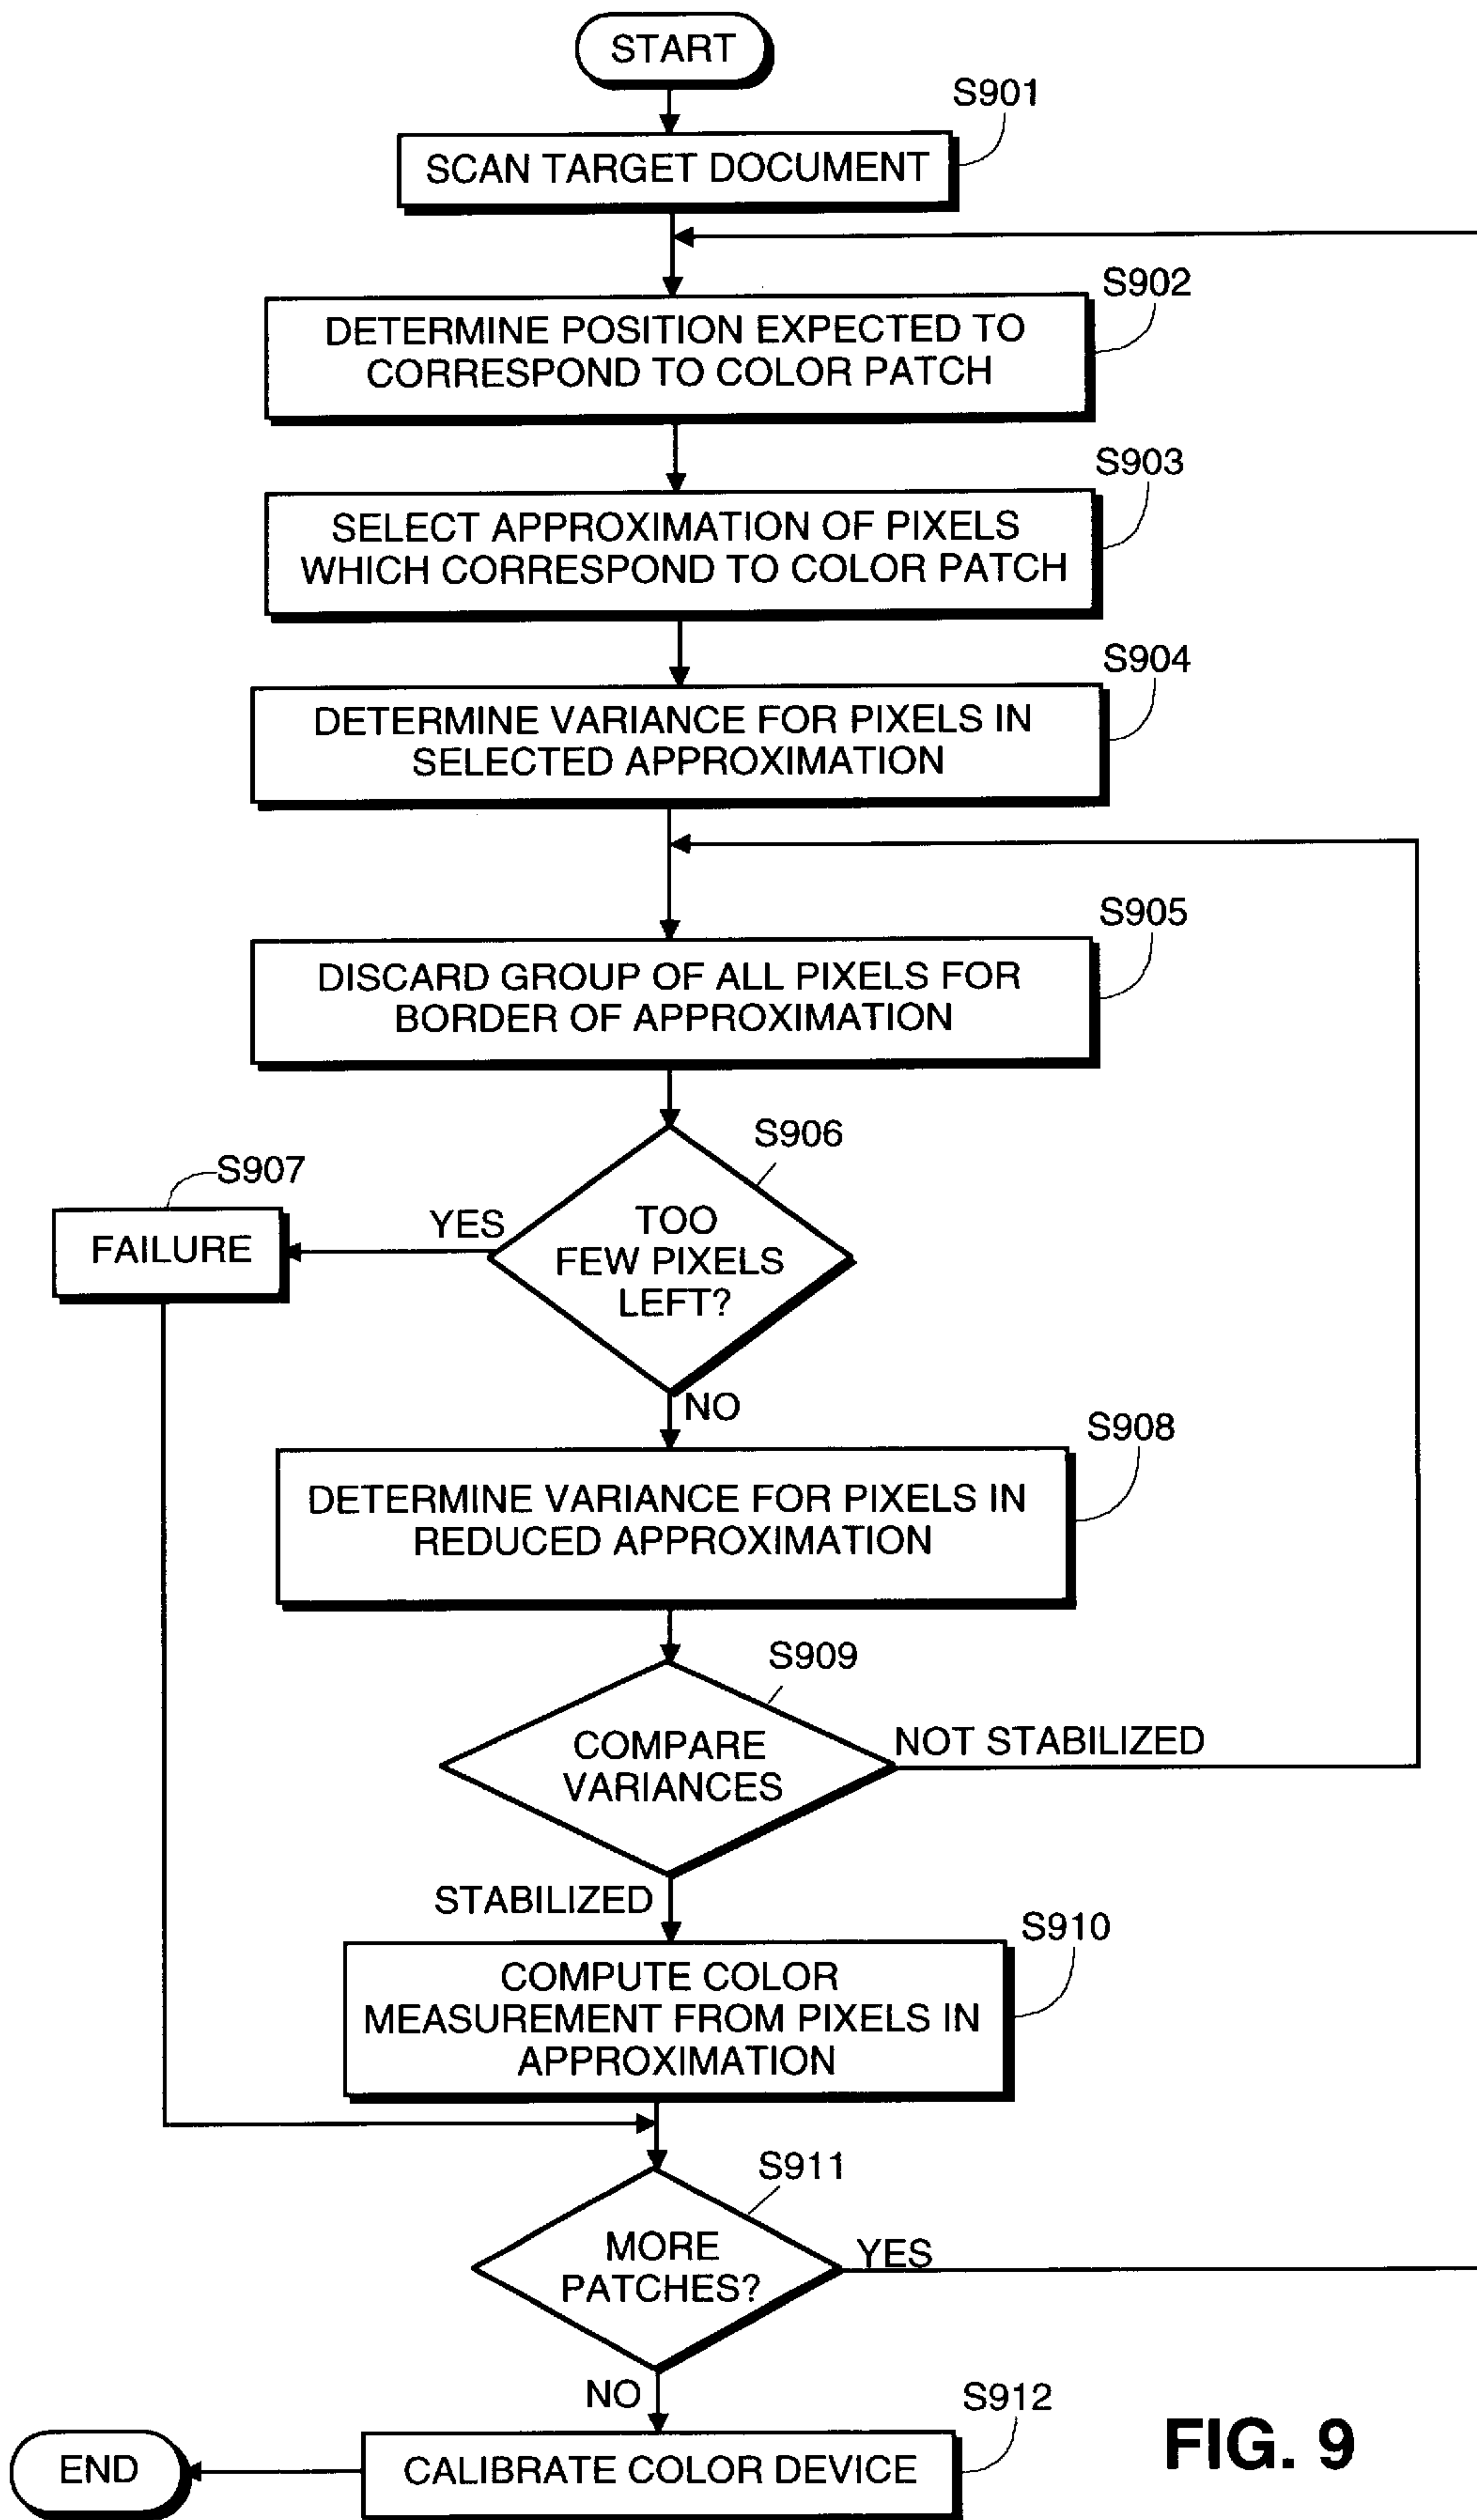 START
S901
SCAN TARGET DOCUMENT
S902
DETERMINE POSITION EXPECTED TO
CORRESPOND TO COLOR PATCH
S903
SELECT APPROXIMATION OF PIXELS
WHICH CORRESPOND TO COLOR PATCH
S904
DETERMINE VARIANCE FOR PIXELS IN
SELECTED APPROXIMATION
S905
DISCARD GROUP OF ALL PIXELS FOR
BORDER OF APPROXIMATION
S906
TOO
FEW PIXELS
LEFT?
YES
S907
FAILURE
NO
S908
DETERMINE VARIANCE FOR PIXELS IN
REDUCED APPROXIMATION
S909
COMPARE
VARIANCES
NOT STABILIZED
STABILIZED
S910
COMPUTE COLOR
MEASUREMENT FROM PIXELS IN
APPROXIMATION
S911
MORE
PATCHES?
YES
NO
S912
CALIBRATE COLOR DEVICE
END
FIG. 9